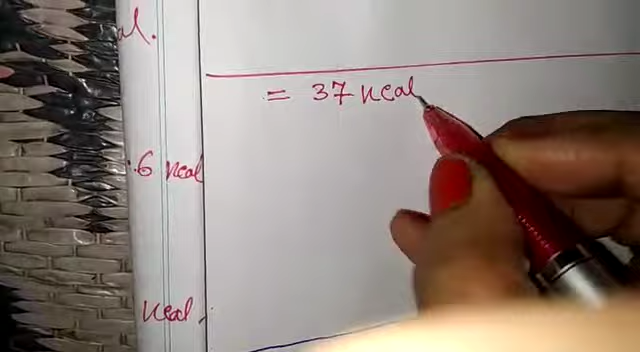 al.
= 37 kcal
.6 kcal
kcal.